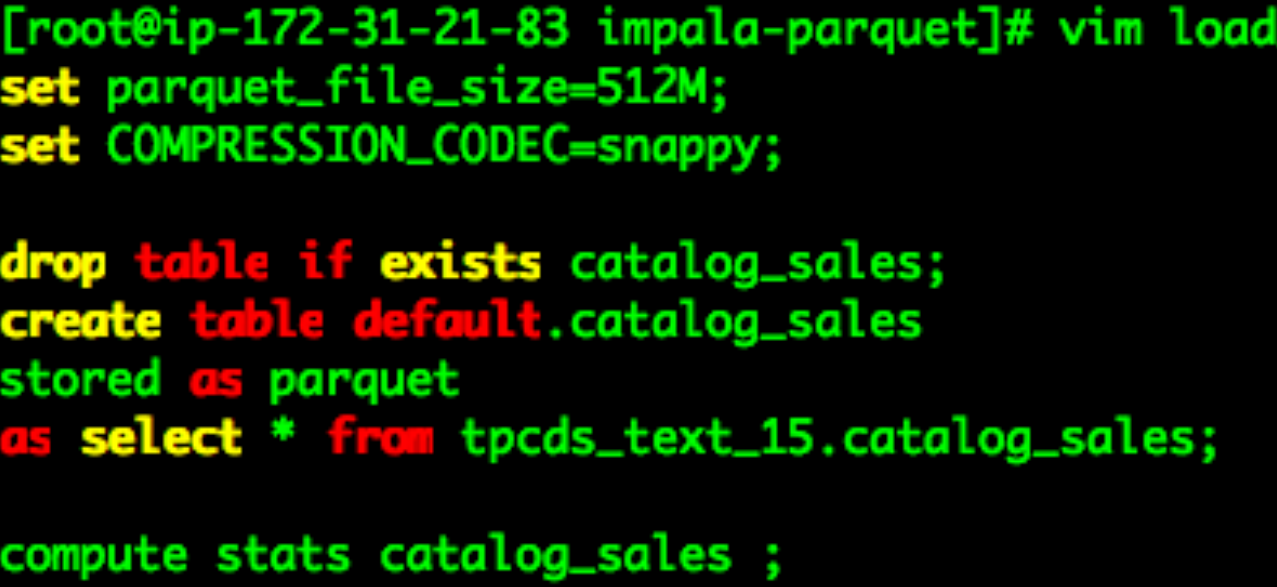 [root@ip-172-31-21-83 impala-parquet]# vim load
set parquet_file_size=512M;
set COMPRESSION_CODEC=snappy;
drop table if exists catalog_sales;
create table default.catalog_sales
stored as parquet
as select * from tpcds_text_15.catalog_sales;
compute stats catalog_sales ;